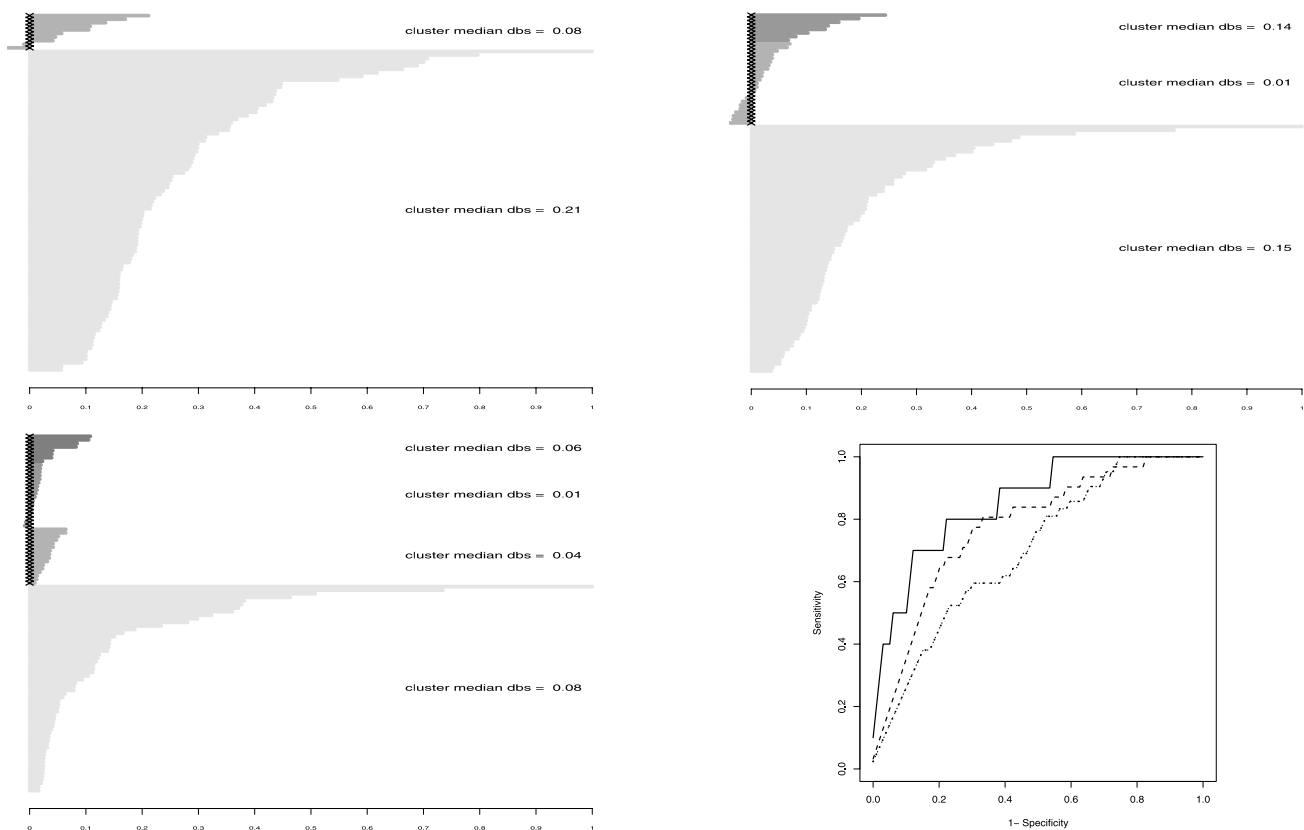 cluster median dbs = 0.08
cluster median dbs = 0.21
0 0.1 0.2 0.3 0.4 0.5 0.6 0.7 0.8 0.9 1
cluster median dbs = 0.14
cluster median dbs = 0.01
cluster median dbs = 0.15
0 0.1 0.2 0.3 0.4 0.5 0.6 0.7 0.8 0.9 1
cluster median dbs = 0.06
cluster median dbs = 0.01
cluster median dbs = 0.04
cluster median dbs = 0.08
0 0.1 0.2 0.3 0.4 0.5 0.6 0.7 0.8 0.9 1
Sensitivity
1.0
0.8
0.6
0.4
0.2
0.0
0.0 0.2 0.4 0.6 0.8 1.0
1− Specificity